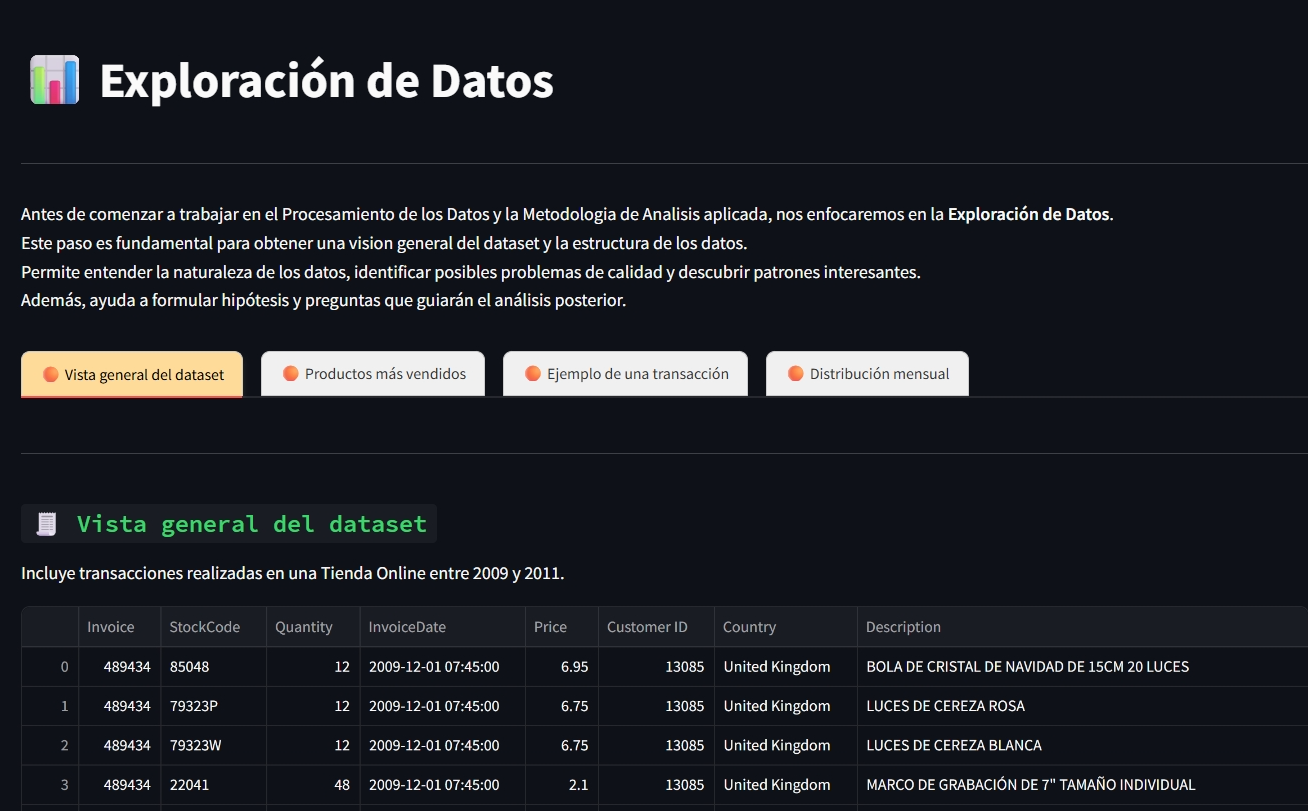 Exploración de Datos
Antes de comenzar a trabajar en el Procesamiento de los Datos y la Metodologia de Analisis aplicada, nos enfocaremos en la Exploración de Datos.
Este paso es fundamental para obtener una vision general del dataset y la estructura de los datos.
Permite entender la naturaleza de los datos, identificar posibles problemas de calidad y descubrir patrones interesantes.
Además, ayuda a formular hipótesis y preguntas que guiarán el análisis posterior.
Vista general del dataset Productos más vendidos Ejemplo de una transacción Distribución mensual
Vista general del dataset
Incluye transacciones realizadas en una Tienda Online entre 2009 y 2011.
Invoice StockCode Quantity InvoiceDate Price Customer ID Country Description
0 489434 85048 12 2009-12-01 07:45:00 6.95 13085 United Kingdom BOLA DE CRISTAL DE NAVIDAD DE 15CM 20 LUCES
1 489434 79323P 12 2009-12-01 07:45:00 6.75 13085 United Kingdom LUCES DE CEREZA ROSA
2 489434 79323W 12 2009-12-01 07:45:00 6.75 13085 United Kingdom LUCES DE CEREZA BLANCA
3 489434 22041 48 2009-12-01 07:45:00 2.1 13085 United Kingdom MARCO DE GRABACIÓN DE 7" TAMAÑO INDIVIDUAL